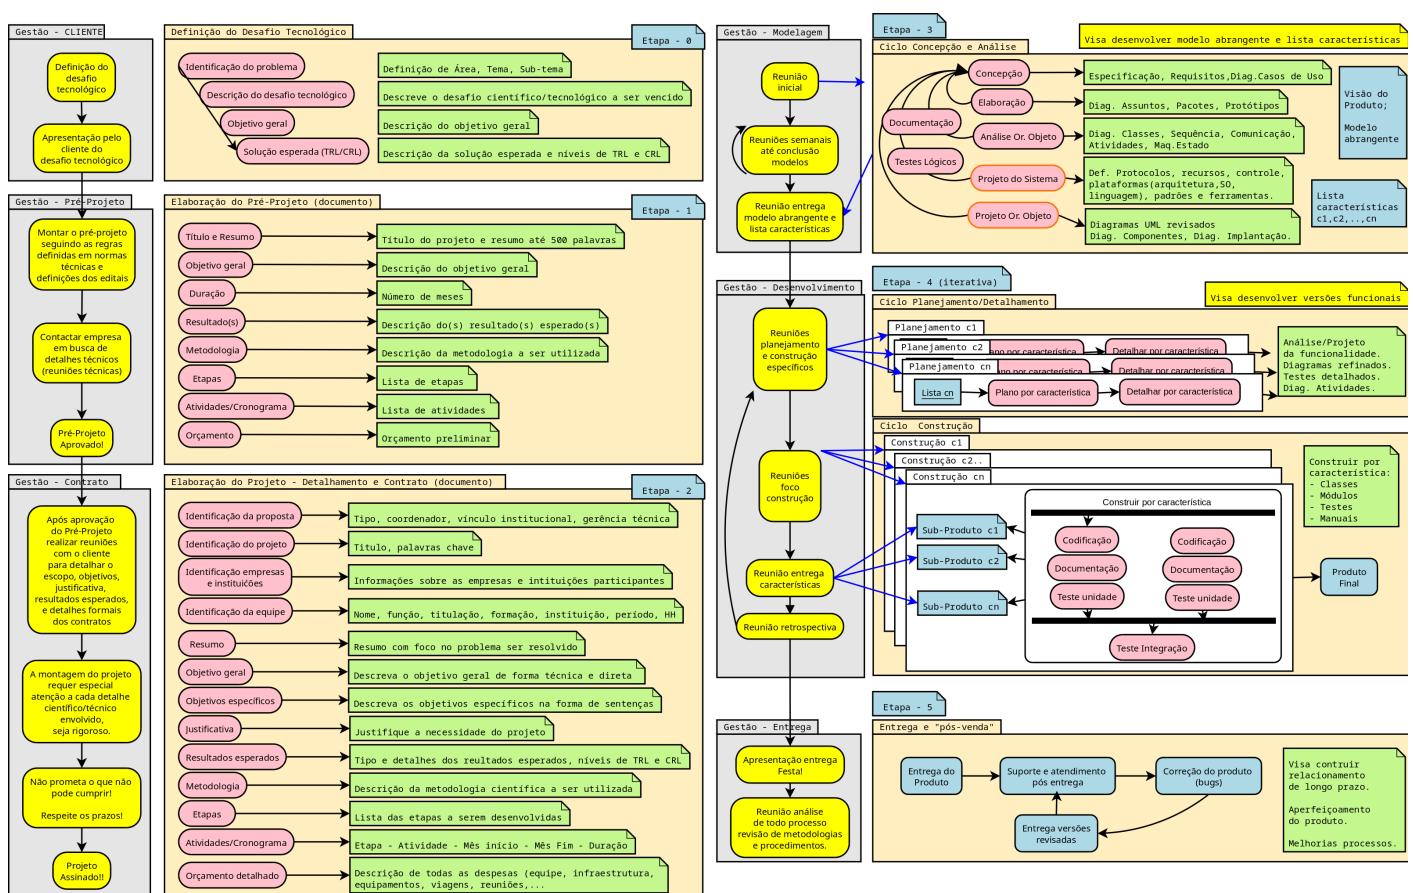 Gestão - CLIENTE
Definição do
desafio
tecnológico
Apresentação pelo
cliente do
desafio tecnológico
Definição do Desafio Tecnológico
Etapa - 0
Identificação do problema
Definição de Área, Tema, Sub-tema
Descrição do desafio tecnológico
Descreve o desafio científico/tecnológico a ser vencido
Objetivo geral
Descrição do objetivo geral
Solução esperada (TRL/CRL)
Descrição da solução esperada e níveis de TRL e CRL
Gestão - Pré-Projeto
Montar o pré-projeto
seguindo as regras
definidas em normas
técnicas e
definições dos editais
Contactar empresa
em busca de
detalhes técnicos
(reuniões técnicas)
Pré-Projeto
Aprovado!
Elaboração do Pré-Projeto (documento)
Etapa - 1
Título e Resumo
Titulo do projeto e resumo até 500 palavras
Objetivo geral
Descrição do objetivo geral
Duração
Número de meses
Resultado(s)
Descrição do(s) resultado(s) esperado(s)
Metodologia
Descrição da metodologia a ser utilizada
Etapas
Lista de etapas
Atividades/Cronograma
Lista de atividades
Orçamento
Orçamento preliminar
Gestão - Contrato
Após aprovação
do Pré-Projeto
realizar reuniões
com o cliente
para detalhar o
escopo, objetivos,
justificativa,
resultados esperados,
e detalhes formais
dos contratos
A montagem do projeto
requer especial
atenção a cada detalhe
científico/técnico
envolvido,
seja rigoroso.
Não prometa o que não
pode cumprir!
Respeite os prazos!
Projeto
Assinado!!
Elaboração do Projeto - Detalhamento e Contrato (documento)
Etapa - 2
Identificação da proposta
Tipo, coordenador, vínculo institucional, gerência técnica
Identificação do projeto
Titulo, palavras chave
Identificação empresas
e instituições
Informações sobre as empresas e intituições participantes
Identificação da equipe
Nome, função, titulação, formação, instituição, período, HH
Resumo
Resumo com foco no problema ser resolvido
Objetivo geral
Descreva o objetivo geral de forma técnica e direta
Objetivos específicos
Descreva os objetivos específicos na forma de sentenças
Justificativa
Justifique a necessidade do projeto
Resultados esperados
Tipo e detalhes dos reultados esperados, níveis de TRL e CRL
Metodologia
Descrição da metodologia científica a ser utilizada
Etapas
Lista das etapas a serem desenvolvidas
Atividades/Cronograma
Etapa - Atividade - Mês início - Mês Fim - Duração
Orçamento detalhado
Descrição de todas as despesas (equipe, infraestrutura,
equipamentos, viagens, reuniões,...
Gestão - Modelagem
Reunião
inicial
Reuniões semanais
até conclusão
modelos
Reunião entrega
modelo abrangente e
lista características
Etapa - 3
Visa desenvolver modelo abrangente e lista características
Ciclo Concepção e Análise
Concepção
Especificação, Requisitos,Diag.Casos de Uso
Elaboração
Diag. Assuntos, Pacotes, Protótipos
Documentação
Análise Or. Objeto
Diag. Classes, Sequência, Comunicação,
Atividades, Maq.Estado
Testes Lógicos
Projeto do Sistema
Def. Protocolos, recursos, controle,
plataformas(arquitetura,SO,
linguagem), padrões e ferramentas.
Projeto Or. Objeto
Diagramas UML revisados
Diag. Componentes, Diag. Implantação.
Visão do
Produto;
Modelo
abrangente
Lista
características
c1,c2,..,cn
Gestão - Desenvolvimento
Reuniões
planejamento
e construção
específicos
Reuniões
foco
construção
Reunião entrega
características
Reunião retrospectiva
Etapa - 4 (iterativa)
Visa desenvolver versões funcionais
Ciclo Planejamento/Detalhamento
Planejamento c1
Detalhar por característica
Planejamento c2
Plano por característica
Detalhar por característica
Planejamento cn
Plano por característica
Lista cn
Plano por característica
Detalhar por característica
Análise/Projeto
da funcionalidade.
Diagramas refinados.
Testes detalhados.
Diag. Atividades.
Ciclo  Construção
Construção c1
Construção c2..
Construção cn
Construir por característica
Sub-Produto c1
Sub-Produto c2
Sub-Produto cn
Codificação
Codificação
Documentação
Documentação
Teste unidade
Teste unidade
Teste Integração
Construir por
característica:
- Classes
- Módulos
- Testes
- Manuais
Produto
Final
Gestão - Entrega
Apresentação entrega
Festa!
Reunião análise
de todo processo
revisão de metodologias
e procedimentos.
Etapa - 5
Entrega e "pós-venda"
Entrega do
Produto
Suporte e atendimento
pós entrega
Correção do produto
(bugs)
Entrega versões
revisadas
Visa contruir
relacionamento
de longo prazo.
Aperfeiçoamento
do produto.
Melhorias processos.